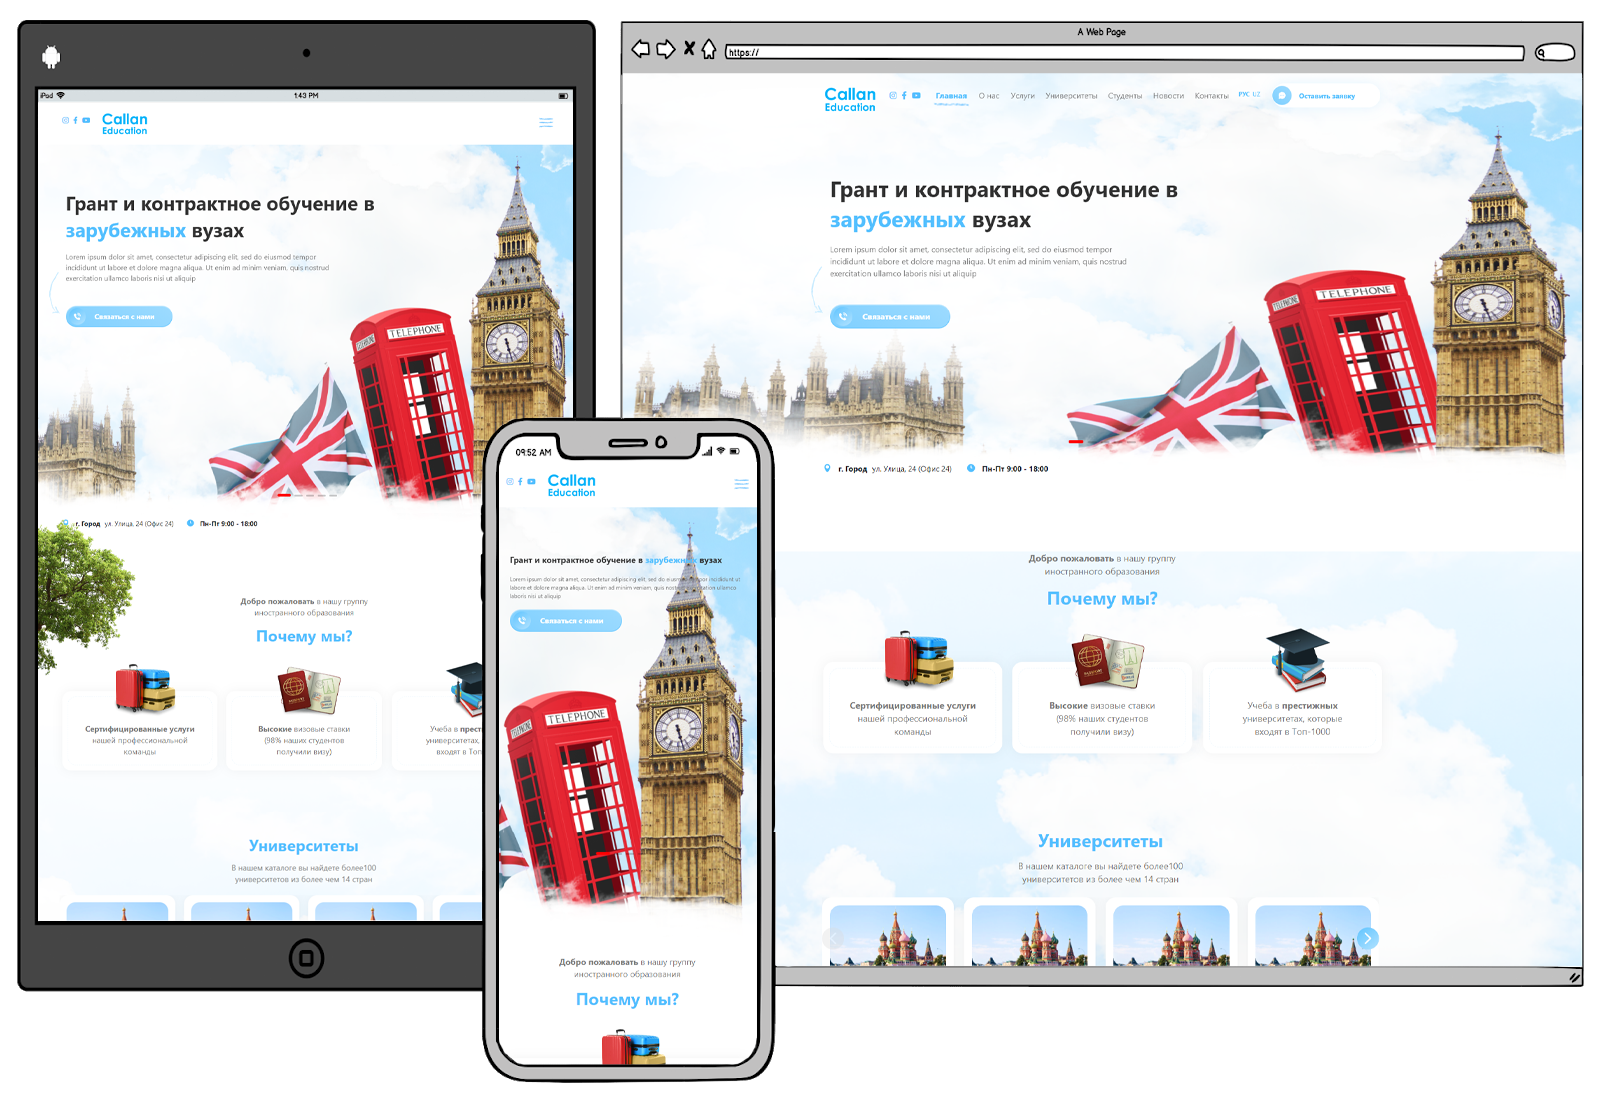 iPod
1:43 PM
Callan
Education
Грант и контрактное обучение в
зарубежных вузах
Lorem ipsum dolor sit amet, consectetur adipiscing elit, sed do eiusmod tempor
incididunt ut labore et dolore magna aliqua. Ut enim ad minim veniam, quis nostrud
exercitation ullamco laboris nisi ut aliquip
Связаться с нами
TELEPHONE
TELEPHONE
г. Город ул. Улица, 24 (Офис 24)
Пн-Пт 9:00 - 18:00
Добро пожаловать в нашу группу
иностранного образования
Почему мы?
Сертифицированные услуги
нашей профессиональной
команды
Высокие визовые ставки
(98% наших студентов
получили визу)
Учеба в прест
университетах,
входят в Топ
Университеты
В нашем каталоге вы найдете более100
университетов из более чем 14 стран
09:52 AM
Callan
Education
Грант и контрактное обучение в зарубежных вузах
Lorem ipsum dolor sit amet, consectetur adipiscing elit, sed do eiusmod tempor incididunt ut
labore et dolore magna aliqua. Ut enim ad minim veniam, quis nostrud exercitation ullamco
laboris nisi ut aliquip
Связаться с нами
TELEPHONE
Добро пожаловать в нашу группу
иностранного образования
Почему мы?
A Web Page
https://
Callan
Education
Главная
О нас
Услуги
Университеты
Студенты
Новости
Контакты
РУС UZ
Оставить заявку
Грант и контрактное обучение в
зарубежных вузах
Lorem ipsum dolor sit amet, consectetur adipiscing elit, sed do eiusmod tempor
incididunt ut labore et dolore magna aliqua. Ut enim ad minim veniam, quis nostrud
exercitation ullamco laboris nisi ut aliquip
Связаться с нами
TELEPHONE
TELEPHONE
г. Город ул. Улица, 24 (Офис 24)
Пн-Пт 9:00 - 18:00
Добро пожаловать в нашу группу
иностранного образования
Почему мы?
Сертифицированные услуги
нашей профессиональной
команды
Высокие визовые ставки
(98% наших студентов
получили визу)
Учеба в престижных
университетах, которые
входят в Топ-1000
Университеты
В нашем каталоге вы найдете более100
университетов из более чем 14 стран